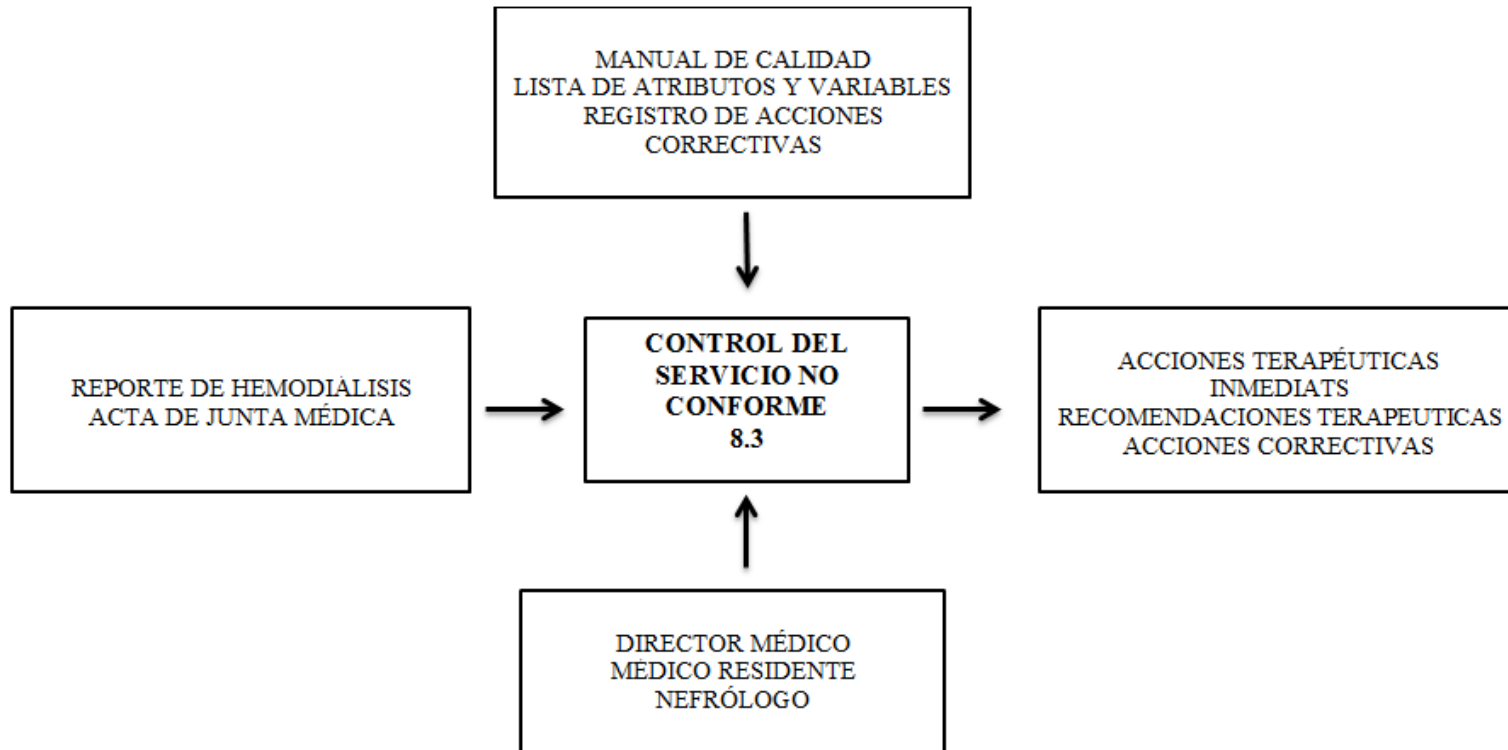 MANUAL DE CALIDAD
LISTA DE ATRIBUTOS Y VARIABLES
REGISTRO DE ACCIONES
CORRECTIVAS
REPORTE DE HEMODIÁLISIS
ACTA DE JUNTA MÉDICA
CONTROL DEL
SERVICIO NO
CONFORME
8.3
ACCIONES TERAPÉUTICAS
INMEDIATS
RECOMENDACIONES TERAPEUTICAS
ACCIONES CORRECTIVAS
DIRECTOR MÉDICO
MÉDICO RESIDENTE
NEFRÓLOGO